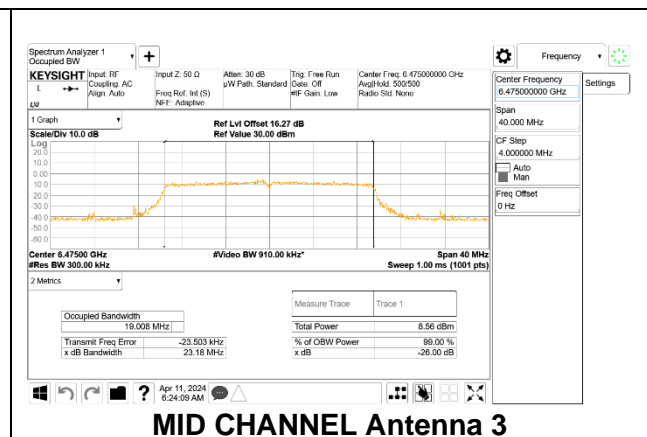 Spectrum Analyzer 1
Occupied BW
KEYSIGHT
Input: RF
Coupling: AC
Align: Auto
Input Z: 50 Ω
Freq Ref: Int (S)
NFE: Adaptive
Atten: 30 dB
µW Path: Standard
Trig: Free Run
Gate: Off
#IF Gain: Low
Center Freq: 6.475000000 GHz
Avg|Hold: 500/500
Radio Std: None
L
1 Graph
Scale/Div 10.0 dB
Ref Lvl Offset 16.27 dB
Ref Value 30.00 dBm
Log
20.0
10.0
0.00
-10.0
-20.0
-30.0
-40.0
-50.0
-60.0
Center 6.47500 GHz
#Video BW 910.00 kHz*
Span 40 MHz
#Res BW 300.00 kHz
Sweep 1.00 ms (1001 pts)
2 Metrics
Measure Trace
Trace 1
Occupied Bandwidth
19.008 MHz
Total Power
8.56 dBm
Transmit Freq Error
-23.503 kHz
% of OBW Power
99.00 %
x dB Bandwidth
23.18 MHz
x dB
-26.00 dB
Apr 11, 2024
6:24:09 AM
Frequency
Settings
Center Frequency
6.475000000 GHz
Span
40.000 MHz
CF Step
4.000000 MHz
Auto
Man
Freq Offset
0 Hz
MID CHANNEL Antenna 3